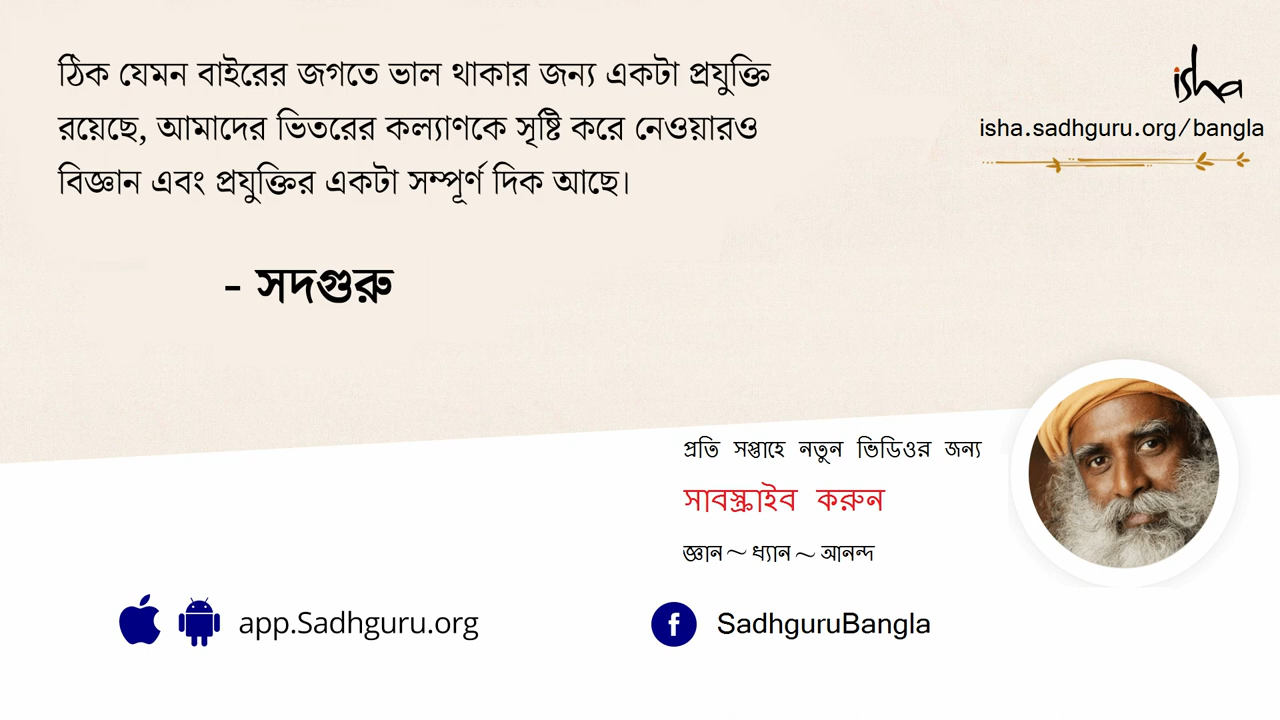 ঠিক যেমন বাইরের জগতে ভাল থাকার জন্য একটা প্রযুক্তি
রয়েছে, আমাদের ভিতরের কল্যাণকে সৃষ্টি করে নেওয়ারও
বিজ্ঞান এবং প্রযুক্তির একটা সম্পূর্ণ দিক আছে।
- সদগুরু
isha
isha.sadhguru.org/bangla
প্রতি সপ্তাহে নতুন ভিডিওর জন্য
সাবস্ক্রাইব করুন
জ্ঞান ~ ধ্যান ~ আনন্দ
app.Sadhguru.org
f SadhguruBangla